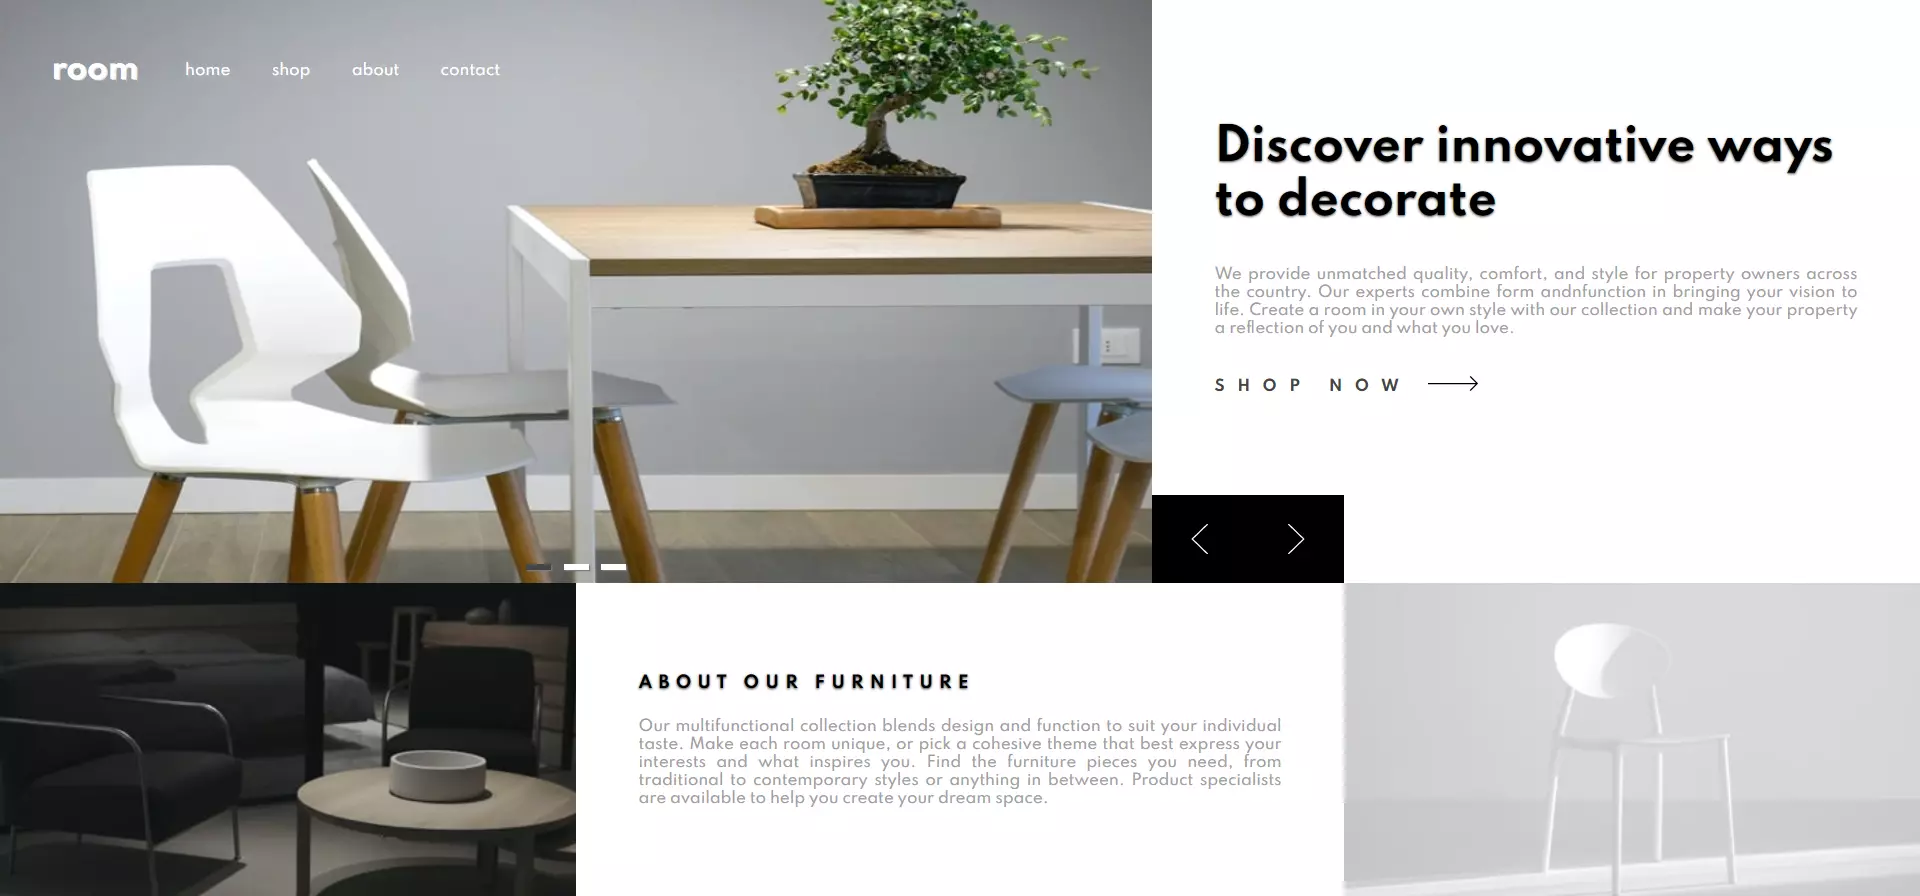 room home shop about contact
Discover innovative ways
to decorate
We provide unmatched quality, comfort, and style for property owners across
the country. Our experts combine form andnfunction in bringing your vision to
life. Create a room in your own style with our collection and make your property
a reflection of you and what you love.
SHOP NOW
ABOUT OUR FURNITURE
Our multifunctional collection blends design and function to suit your individual
taste. Make each room unique, or pick a cohesive theme that best express your
interests and what inspires you. Find the furniture pieces you need, from
traditional to contemporary styles or anything in between. Product specialists
are available to help you create your dream space.